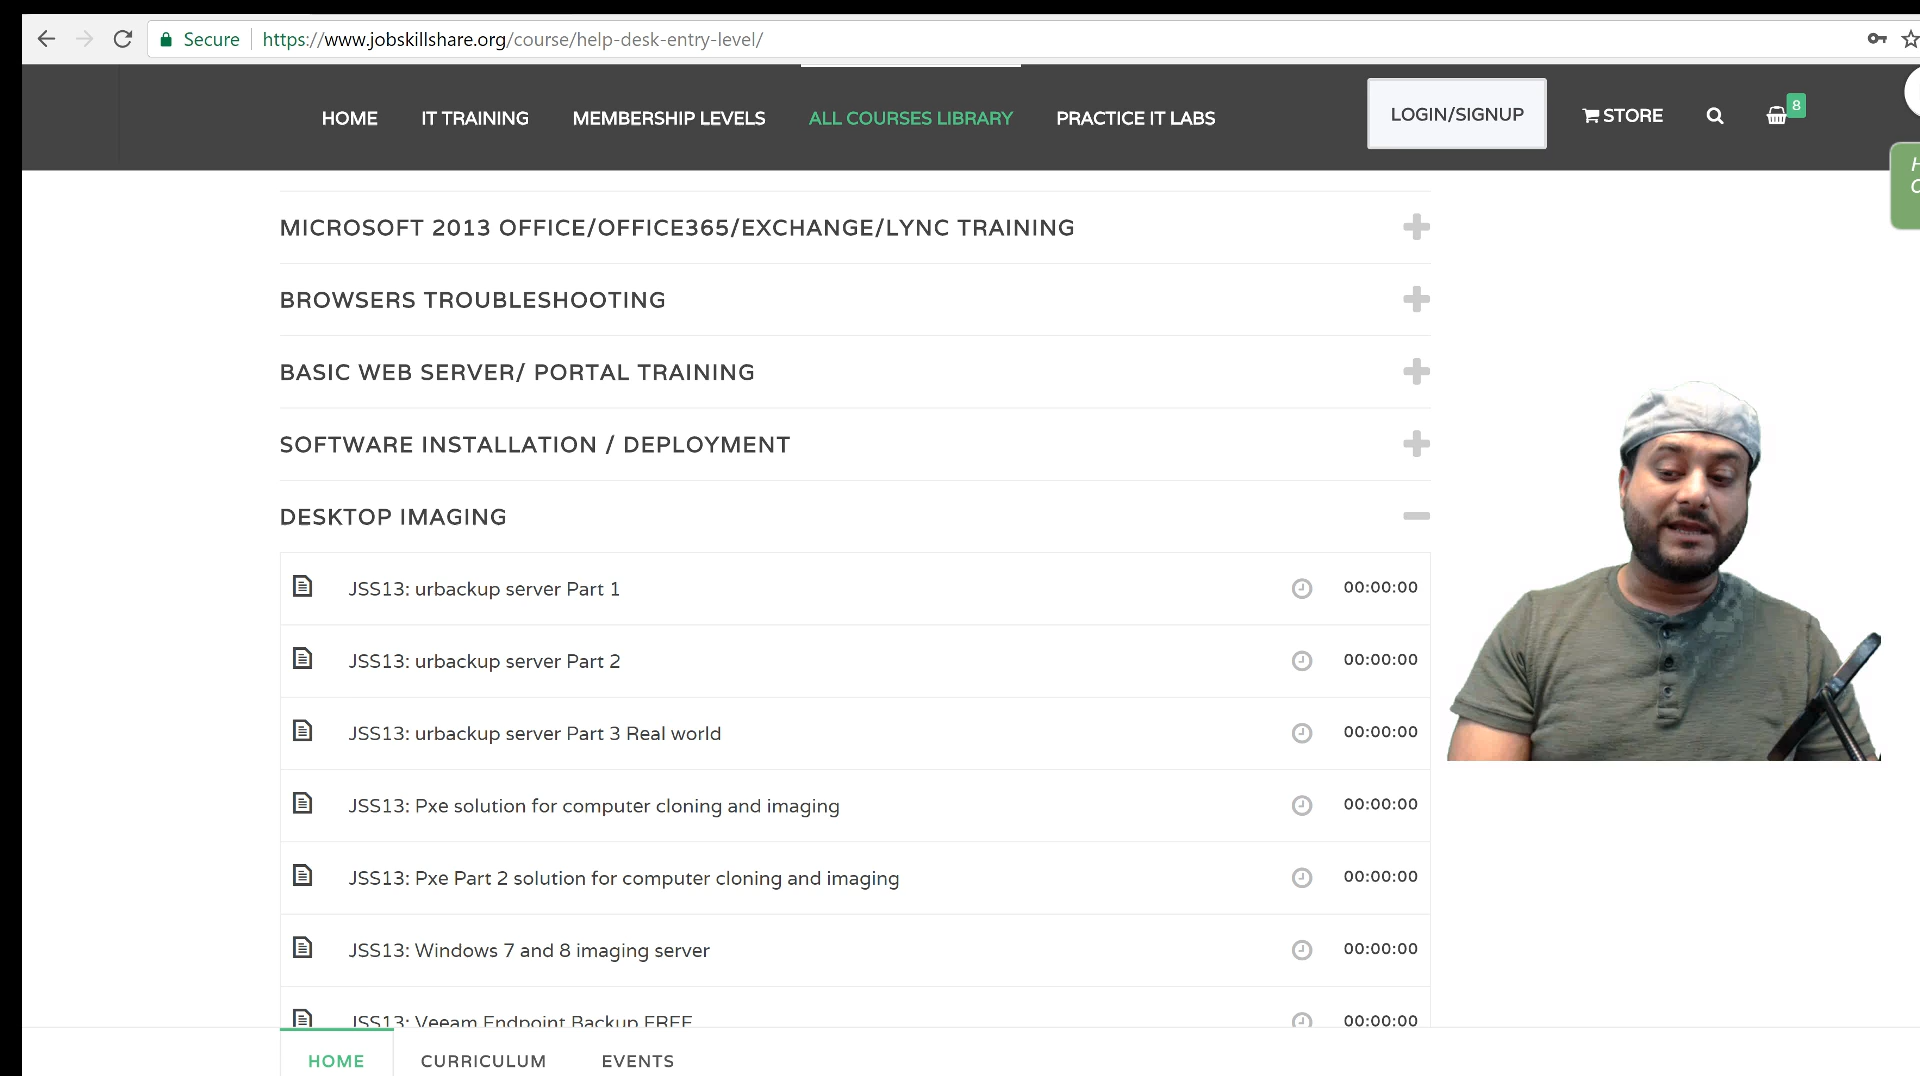 Secure https://www.jobskillshare.org/course/help-desk-entry-level/
HOME IT TRAINING MEMBERSHIP LEVELS ALL COURSES LIBRARY PRACTICE IT LABS LOGIN/SIGNUP STORE 8
MICROSOFT 2013 OFFICE/OFFICE365/EXCHANGE/LYNC TRAINING
BROWSERS TROUBLESHOOTING
BASIC WEB SERVER/ PORTAL TRAINING
SOFTWARE INSTALLATION / DEPLOYMENT
DESKTOP IMAGING
JSS13: urbackup server Part 1 00:00:00
JSS13: urbackup server Part 2 00:00:00
JSS13: urbackup server Part 3 Real world 00:00:00
JSS13: Pxe solution for computer cloning and imaging 00:00:00
JSS13: Pxe Part 2 solution for computer cloning and imaging 00:00:00
JSS13: Windows 7 and 8 imaging server 00:00:00
JSS13: Veeam Endpoint Backup FREE 00:00:00
HOME CURRICULUM EVENTS